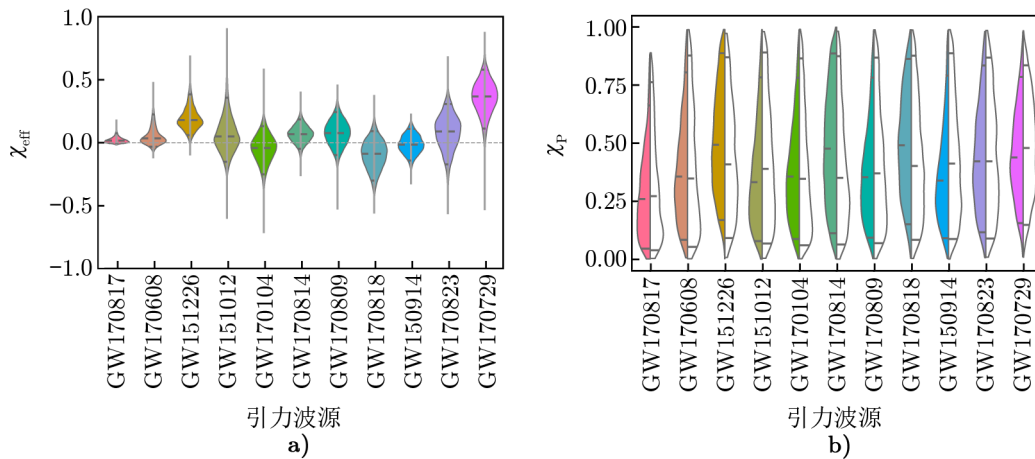 1.0
0.5
0.0
−0.5
−1.0
χeff
GW170817
GW170608
GW151226
GW151012
GW170104
GW170814
GW170809
GW170818
GW150914
GW170823
GW170729
引力波源
a)
1.00
0.75
0.50
0.25
0.00
χP
GW170817
GW170608
GW151226
GW151012
GW170104
GW170814
GW170809
GW170818
GW150914
GW170823
GW170729
引力波源
b)